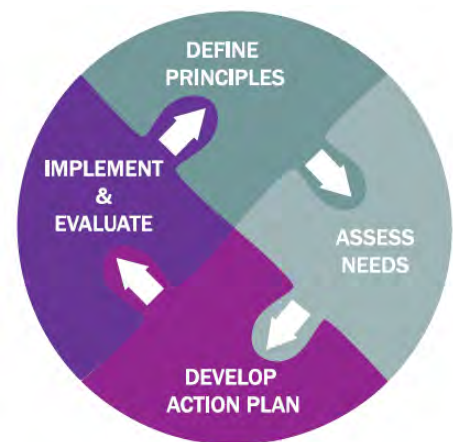 DEFINE
PRINCIPLES
ASSESS
NEEDS
DEVELOP
ACTION PLAN
IMPLEMENT
&
EVALUATE